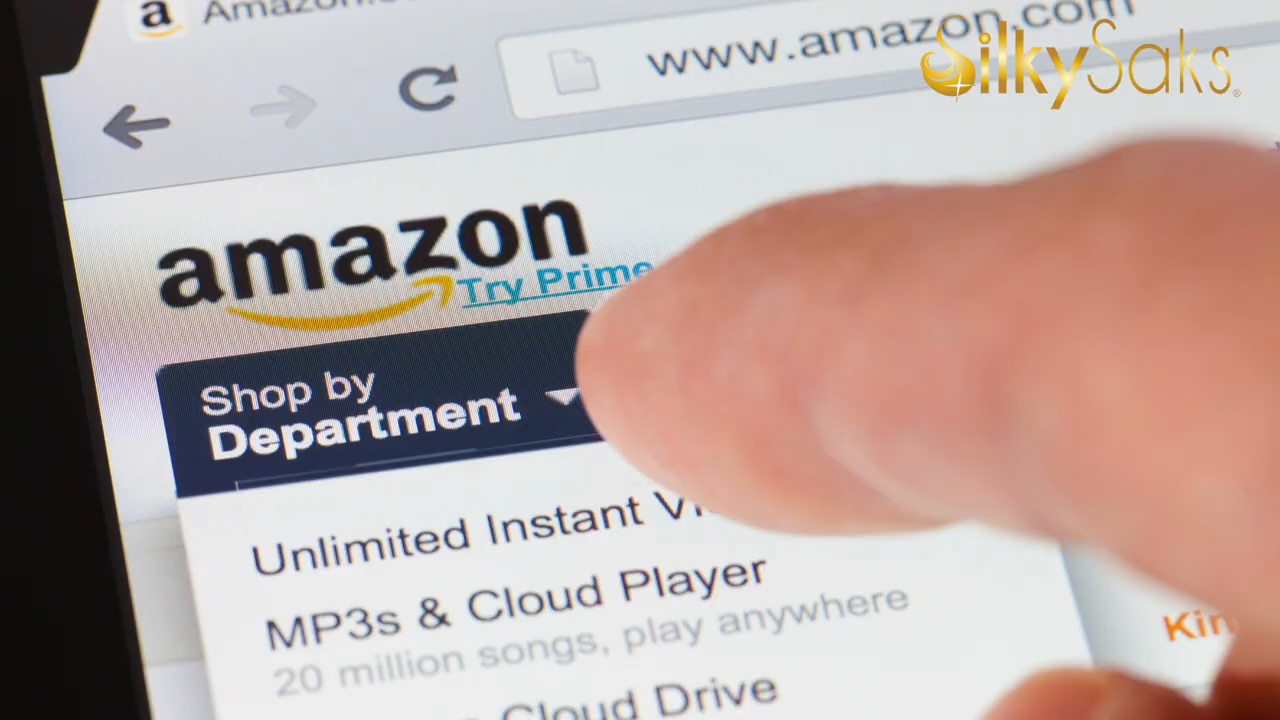 Amazon.
www.amazon.com
SilkySaks®
amazon
Try Prime
Shop by
Department
Unlimited Instant
MP3s & Cloud Player
20 million songs, play anywhere
Cloud Drive